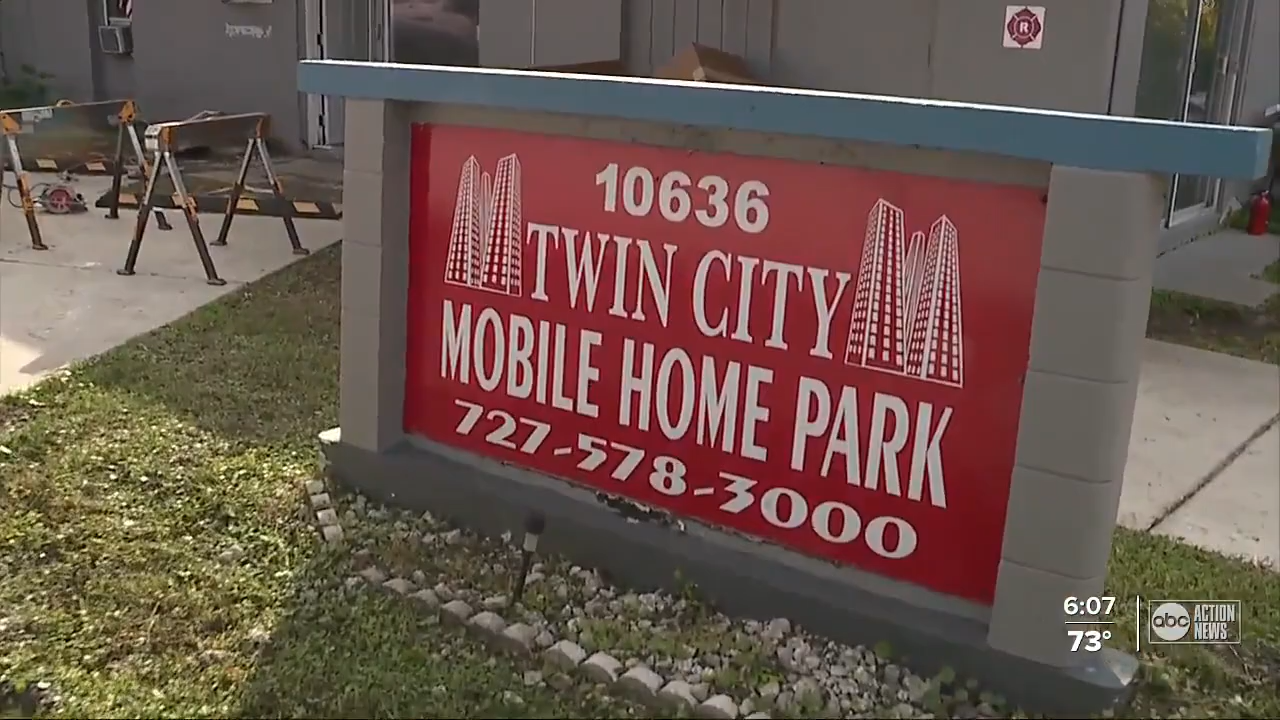 R
10636
TWIN CITY
MOBILE HOME PARK
727-578-3000
6:07
73°
abc ACTION NEWS